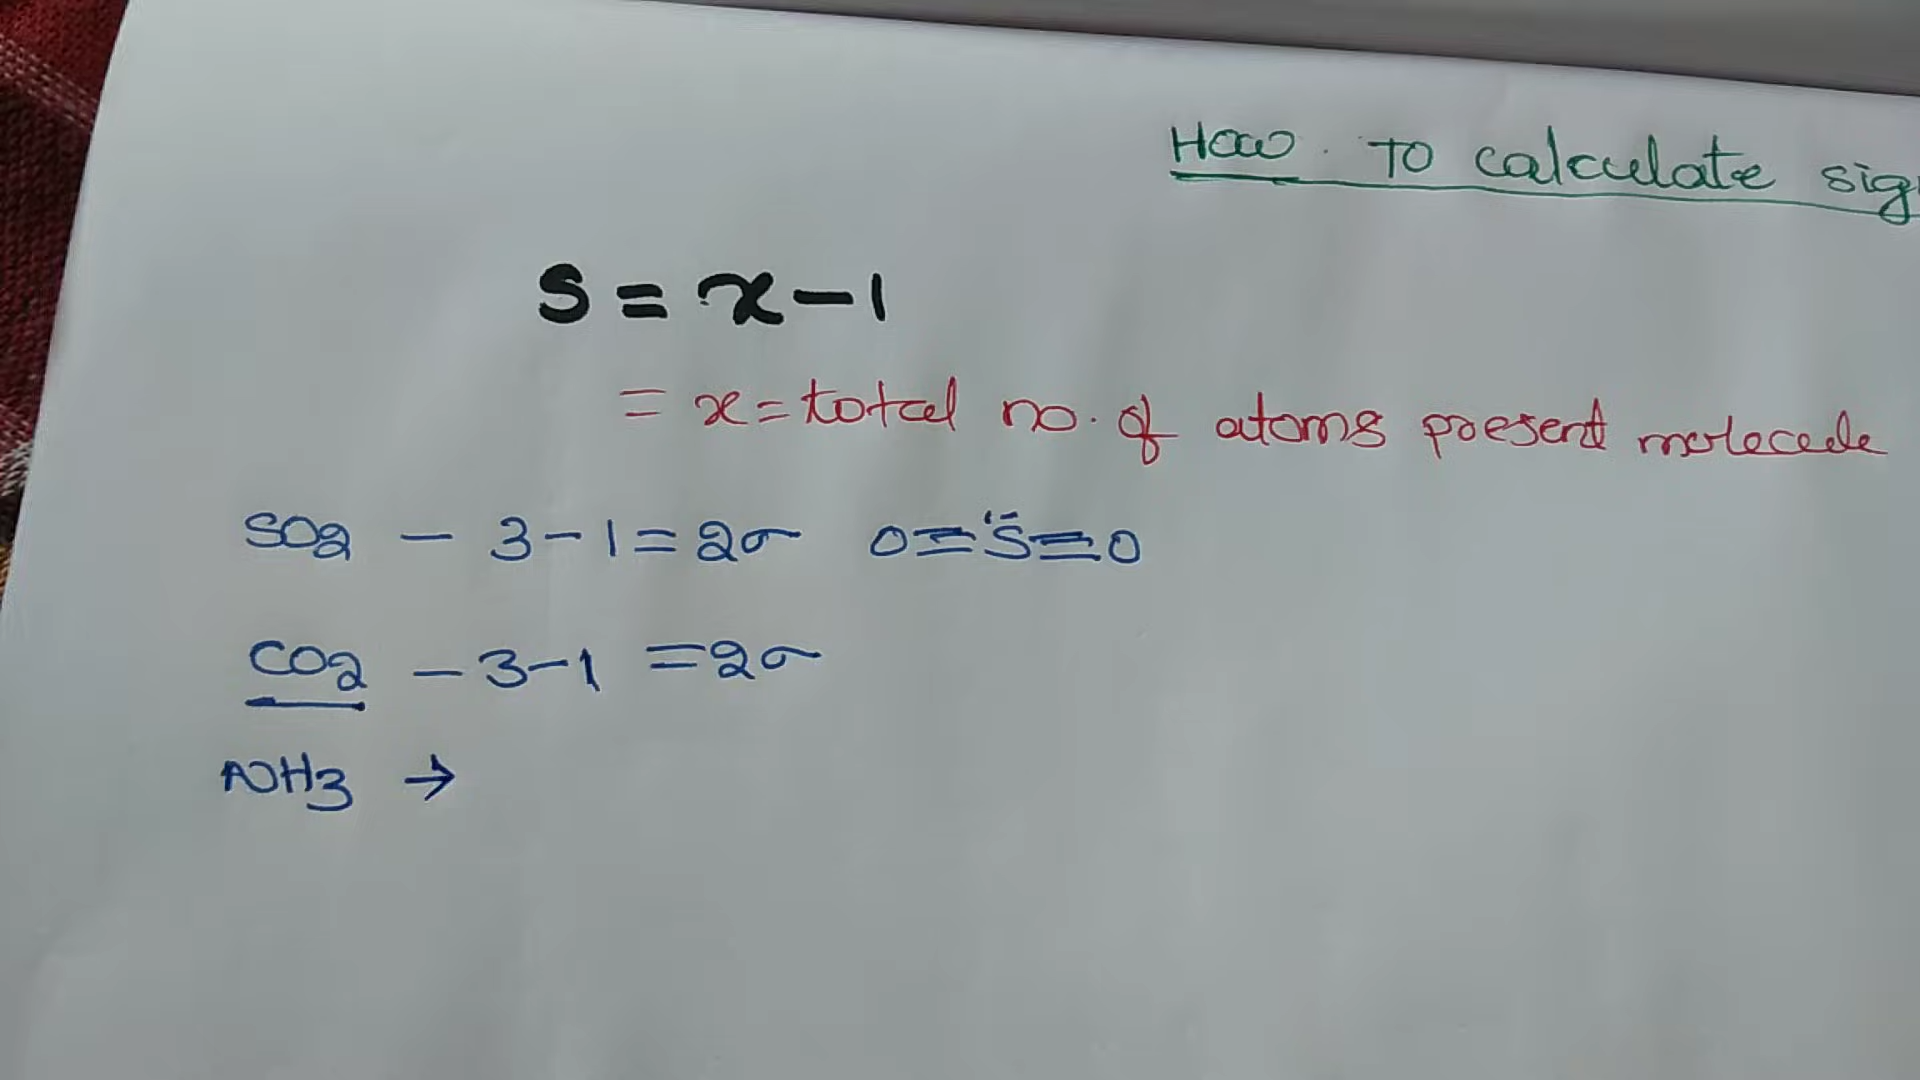 How. To calculate sig
S = x - 1
= x = total no. of atoms present molecule
SO2 - 3 - 1 = 2σ O=S=O
CO2 - 3 - 1 = 2σ
NH3 →